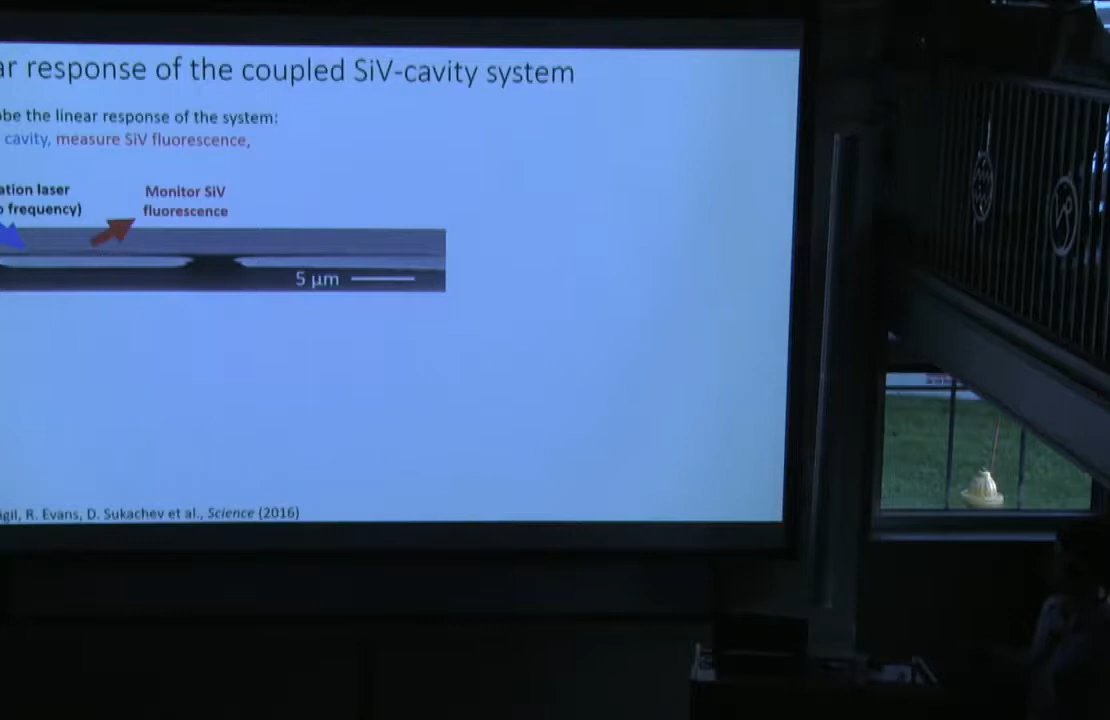 ar response of the coupled SiV-cavity system
obe the linear response of the system:
cavity, measure SiV fluorescence,
ation laser
o frequency)
Monitor SiV
fluorescence
5 μm
igil, R. Evans, D. Sukachev et al., Science (2016)